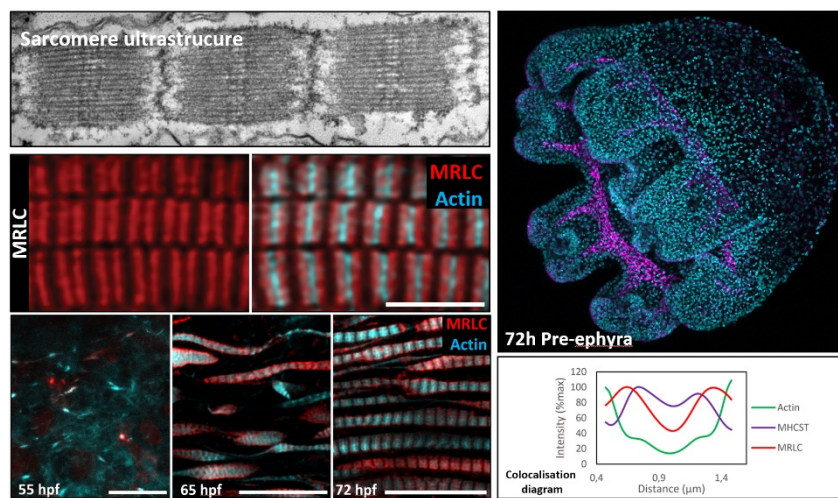 Sarcomere ultrastrucure
MRLC
MRLC
Actin
MRLC
Actin
55 hpf
65 hpf
72 hpf
72h Pre-ephyra
120
100
80
60
40
20
0
Intensity (%max)
Actin
MHCST
MRLC
0,4
0,9
1,4
Distance (µm)
Colocalisation
diagram